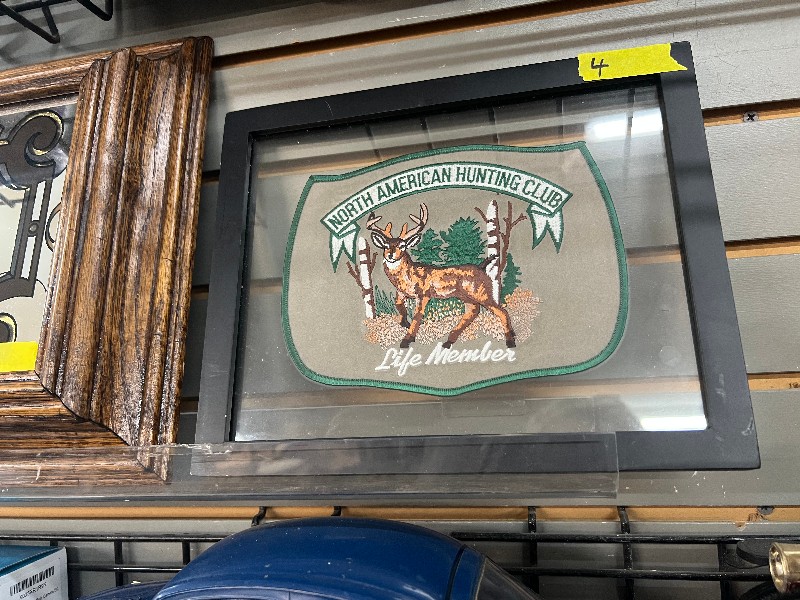 4
NORTH AMERICAN HUNTING CLUB
Life Member